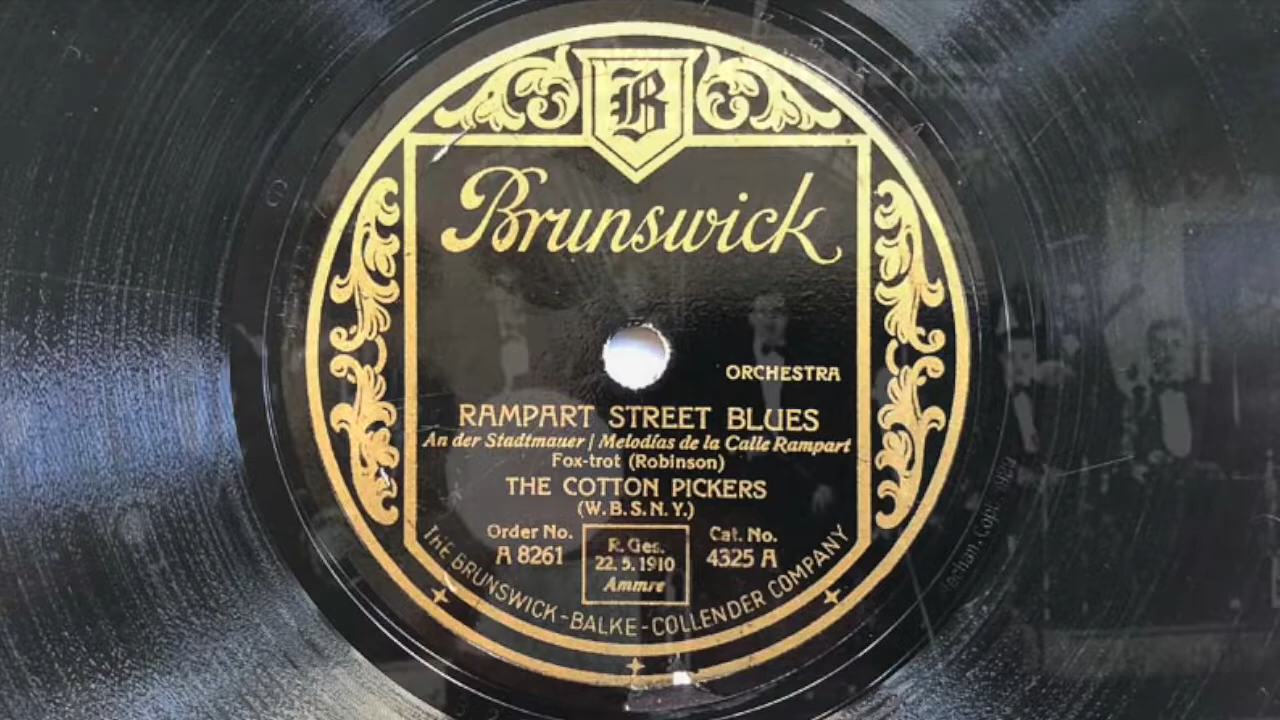 B
Brunswick
ORCHESTRA
RAMPART STREET BLUES
An der Stadtmauer / Melodías de la Calle Rampart
Fox-trot (Robinson)
THE COTTON PICKERS
(W.B.S.N.Y.)
Order No.
A 8261
R. Ges.
22. 5. 1910
Ammre
Cat. No.
4325 A
THE BRUNSWICK-BALKE-COLLENDER COMPANY